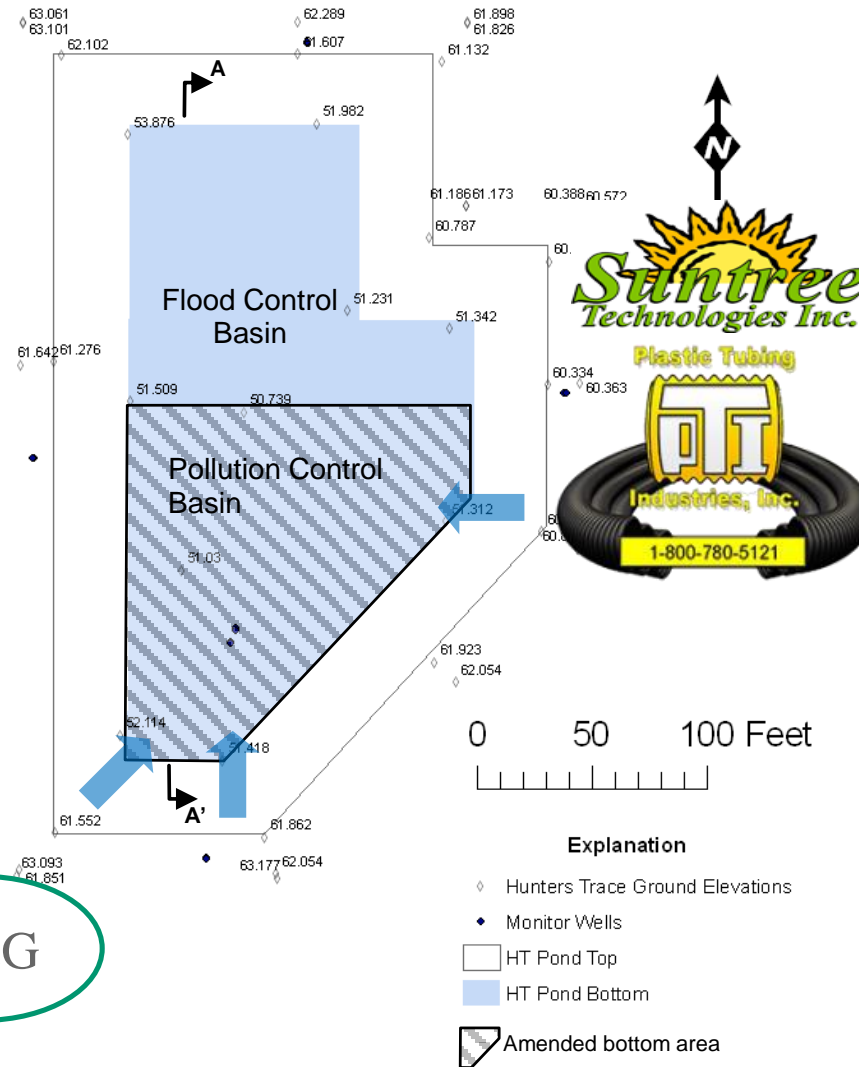 63.061
63.101
62.289
61.898
61.826
62.102
61.607
61.132
A
53.876
51.982
N
61.186
61.173
60.388
60.572
60.787
60.
Suntree
Technologies Inc.
Flood Control
Basin
51.231
51.342
61.642
61.276
Plastic Tubing
60.334
60.363
51.509
50.739
PTI
Pollution Control
Basin
Industries, Inc.
51.312
1-800-780-5121
51.03
61.923
62.054
52.114
51.418
0 50 100 Feet
A'
61.552
61.862
63.093
61.851
63.177
62.054
Explanation
Hunters Trace Ground Elevations
Monitor Wells
HT Pond Top
HT Pond Bottom
Amended bottom area
G